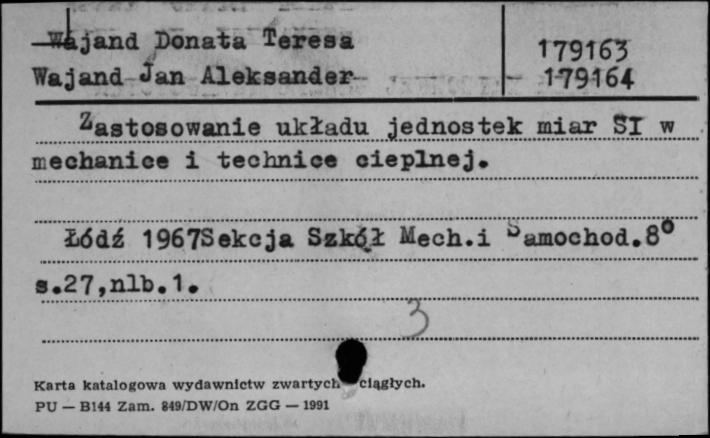 Wajand Donata Teresa 179163
Wajand Jan Aleksander 179164
Zastosowanie układu jednostek miar SI w
mechanice i technice cieplnej.
Łódź 1967Sekcja Szkół Mech.i Samochod.8°
s.27,nlb.1.
3
Karta katalogowa wydawnictw zwartych ciągłych.
PU — B144 Zam. 849/DW/On ZGG — 1991